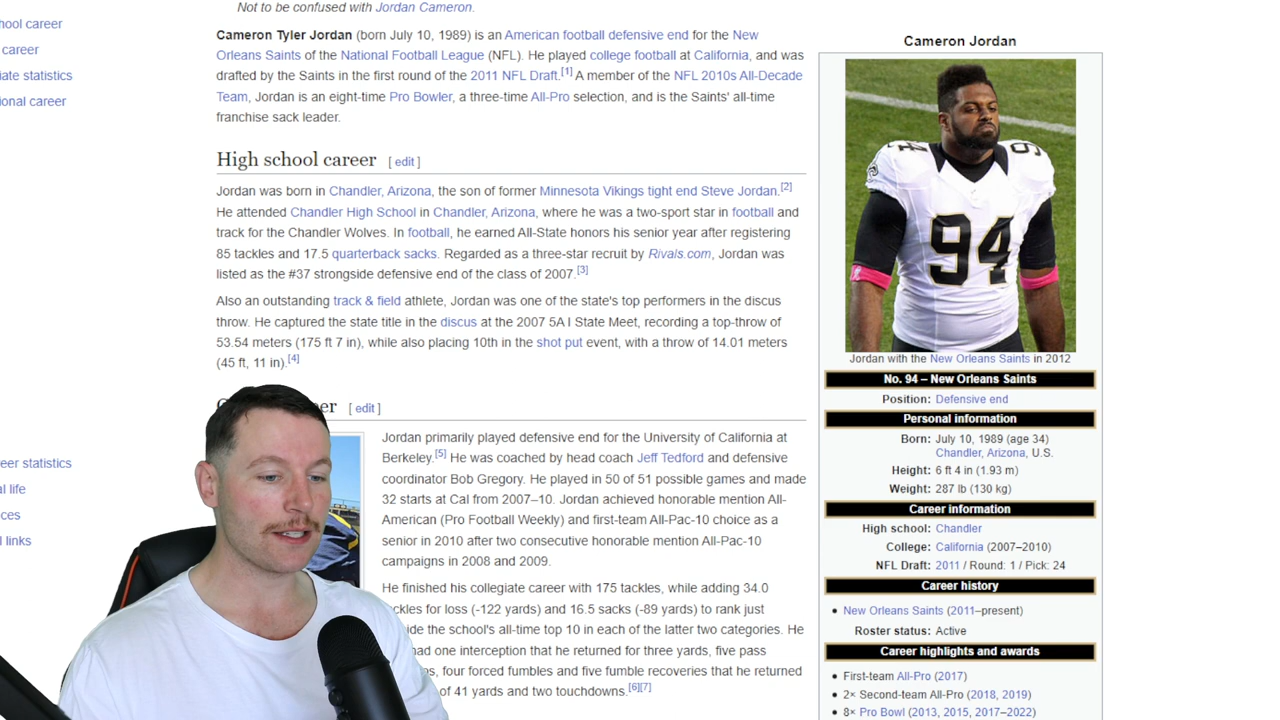 Not to be confused with Jordan Cameron.
Cameron Tyler Jordan (born July 10, 1989) is an American football defensive end for the New
Orleans Saints of the National Football League (NFL). He played college football at California, and was
drafted by the Saints in the first round of the 2011 NFL Draft.[1] A member of the NFL 2010s All-Decade
Team, Jordan is an eight-time Pro Bowler, a three-time All-Pro selection, and is the Saints' all-time
franchise sack leader.
High school career [ edit ]
Jordan was born in Chandler, Arizona, the son of former Minnesota Vikings tight end Steve Jordan.[2]
He attended Chandler High School in Chandler, Arizona, where he was a two-sport star in football and
track for the Chandler Wolves. In football, he earned All-State honors his senior year after registering
85 tackles and 17.5 quarterback sacks. Regarded as a three-star recruit by Rivals.com, Jordan was
listed as the #37 strongside defensive end of the class of 2007.[3]
Also an outstanding track & field athlete, Jordan was one of the state's top performers in the discus
throw. He captured the state title in the discus at the 2007 5A I State Meet, recording a top-throw of
53.54 meters (175 ft 7 in), while also placing 10th in the shot put event, with a throw of 14.01 meters
(45 ft, 11 in).[4]
[ edit ]
Jordan primarily played defensive end for the University of California at
Berkeley.[5] He was coached by head coach Jeff Tedford and defensive
coordinator Bob Gregory. He played in 50 of 51 possible games and made
32 starts at Cal from 2007–10. Jordan achieved honorable mention All-
American (Pro Football Weekly) and first-team All-Pac-10 choice as a
senior in 2010 after two consecutive honorable mention All-Pac-10
campaigns in 2008 and 2009.
He finished his collegiate career with 175 tackles, while adding 34.0
ckles for loss (-122 yards) and 16.5 sacks (-89 yards) to rank just
ide the school's all-time top 10 in each of the latter two categories. He
had one interception that he returned for three yards, five pass
s, four forced fumbles and five fumble recoveries that he returned
of 41 yards and two touchdowns.[6][7]
hool career
career
iate statistics
ional career
eer statistics
al life
ces
l links
Cameron Jordan
94
Jordan with the New Orleans Saints in 2012
No. 94 – New Orleans Saints
Position: Defensive end
Personal information
Born: July 10, 1989 (age 34)
Chandler, Arizona, U.S.
Height: 6 ft 4 in (1.93 m)
Weight: 287 lb (130 kg)
Career information
High school: Chandler
College: California (2007–2010)
NFL Draft: 2011 / Round: 1 / Pick: 24
Career history
New Orleans Saints (2011–present)
Roster status: Active
Career highlights and awards
First-team All-Pro (2017)
2× Second-team All-Pro (2018, 2019)
8× Pro Bowl (2013, 2015, 2017–2022)